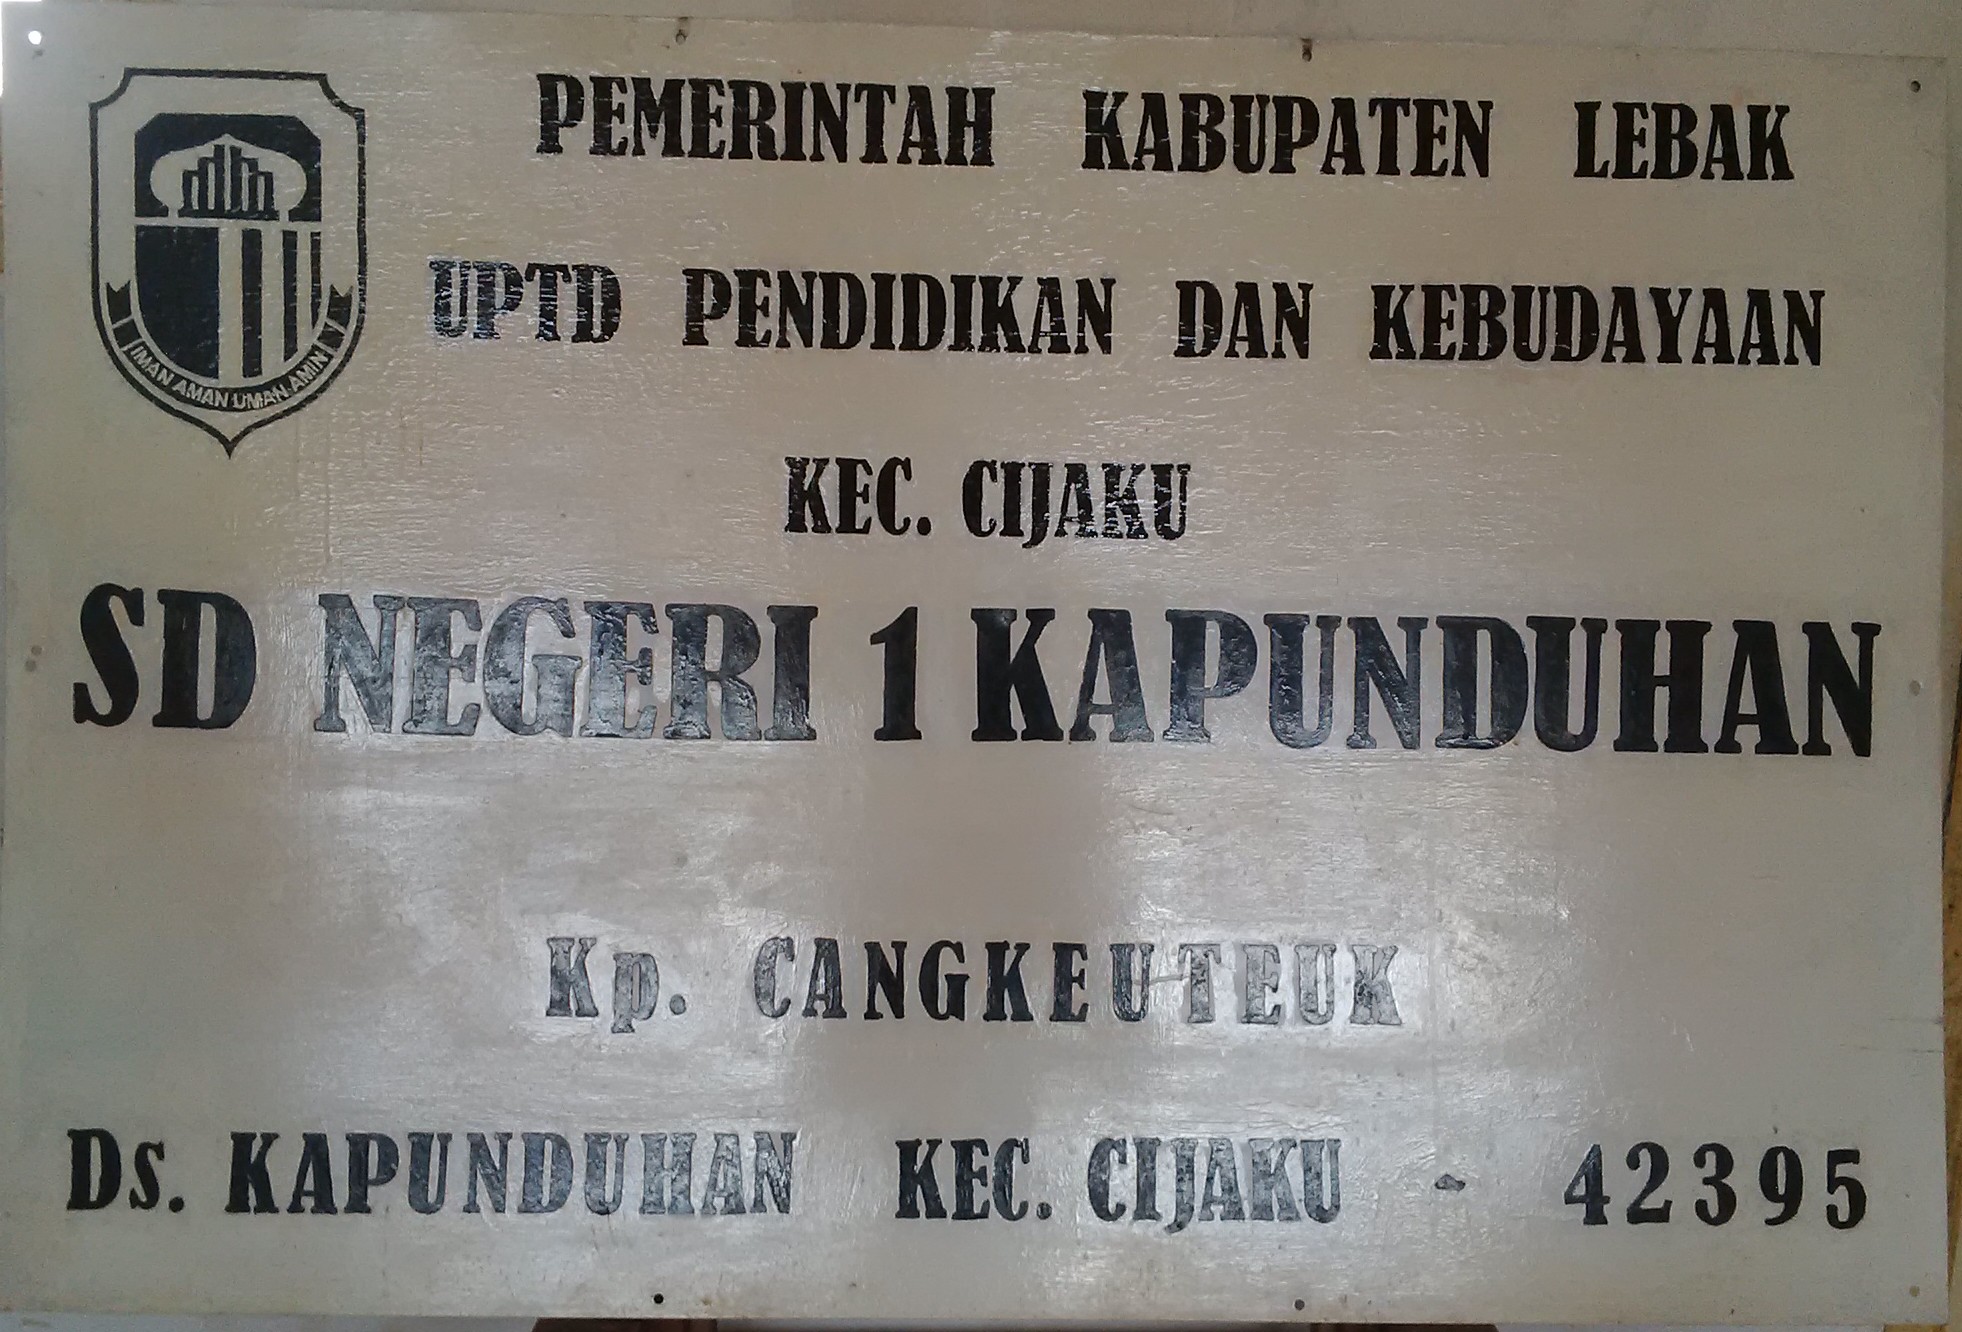 PEMERINTAH KABUPATEN LEBAK
UPTD PENDIDIKAN DAN KEBUDAYAAN
KEC. CIJAKU
SD NEGERI 1 KAPUNDUHAN
Kp. CANGKEUTEUK
Ds. KAPUNDUHAN KEC. CIJAKU - 42395
IMAN AMAN UMAN AMIN